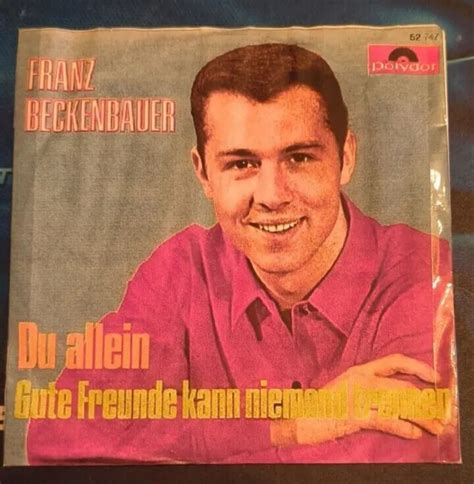 52 747
polydor
FRANZ
BECKENBAUER
Du allein
Gute Freunde kann niemand trennen